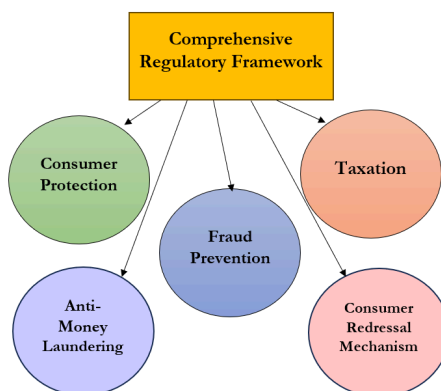 Comprehensive
Regulatory Framework
Consumer
Protection
Taxation
Fraud
Prevention
Anti-
Money
Laundering
Consumer
Redressal
Mechanism